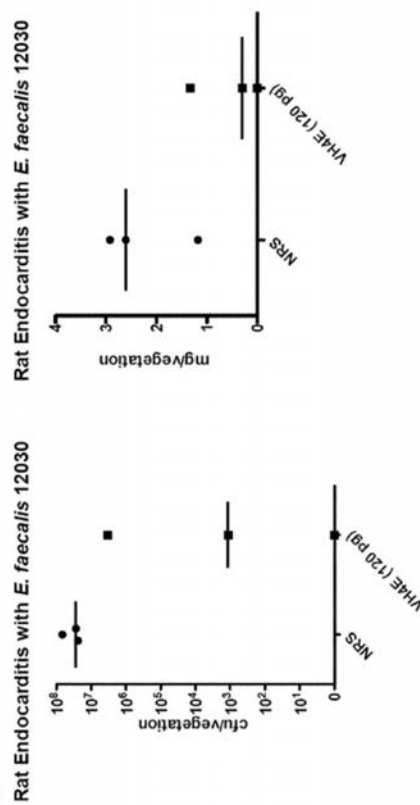 Rat Endocarditis with E. faecalis 12030
cfu/vegetation
10⁸
10⁷
10⁶
10⁵
10⁴
10³
10²
10¹
0
NRS
VH4E (120 pg)
Rat Endocarditis with E. faecalis 12030
mg/vegetation
4
3
2
1
0
NRS
VH4E (120 pg)